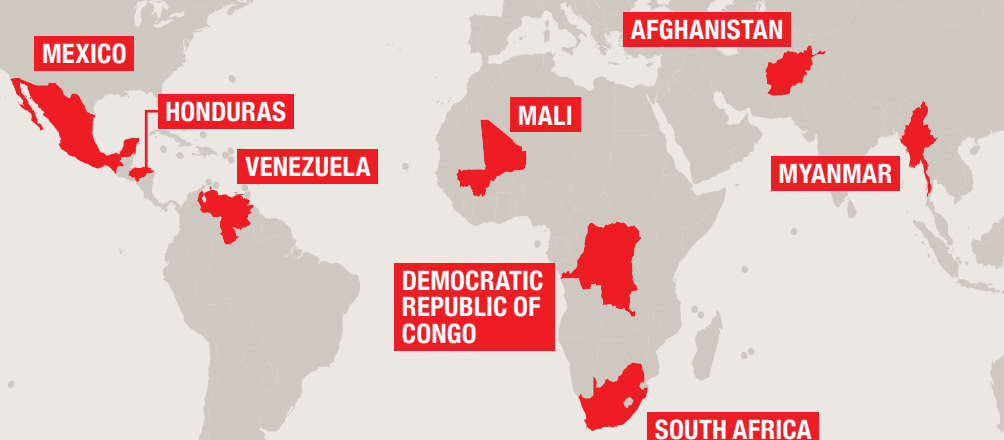 MEXICO
HONDURAS
VENEZUELA
MALI
AFGHANISTAN
MYANMAR
DEMOCRATIC
REPUBLIC OF
CONGO
SOUTH AFRICA